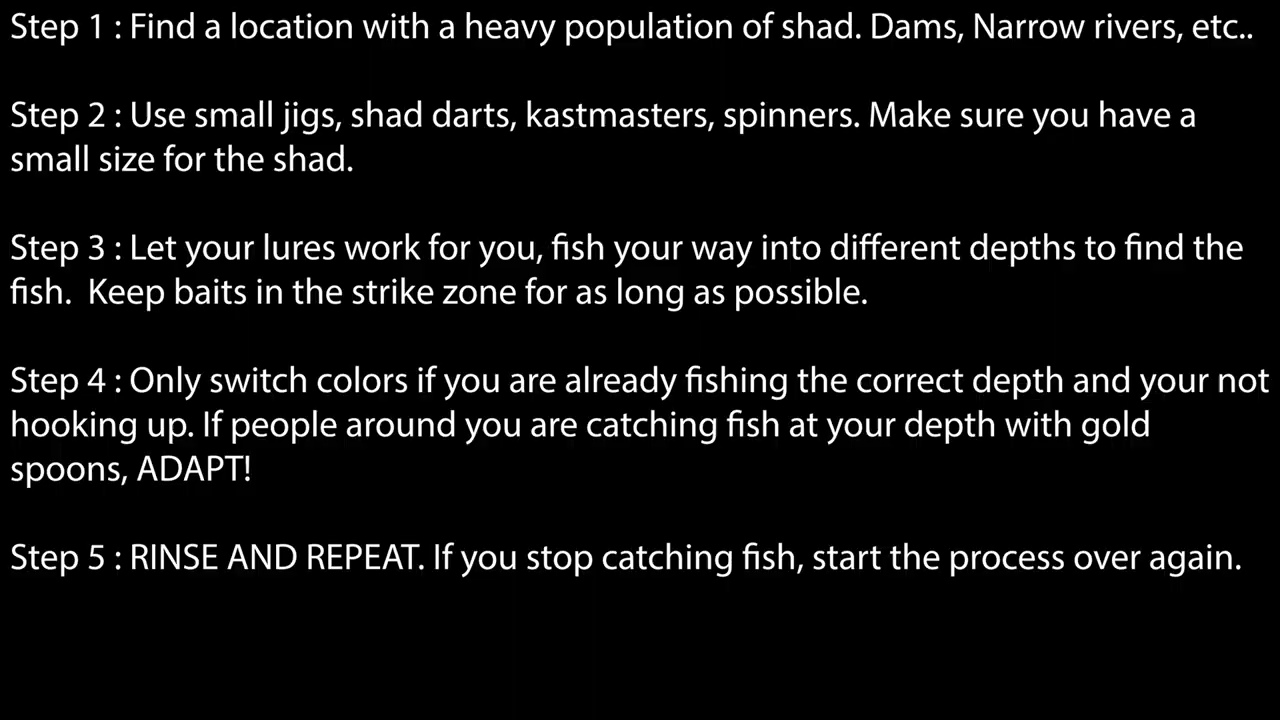 Step 1 : Find a location with a heavy population of shad. Dams, Narrow rivers, etc..
Step 2 : Use small jigs, shad darts, kastmasters, spinners. Make sure you have a
small size for the shad.
Step 3 : Let your lures work for you, fish your way into different depths to find the
fish.  Keep baits in the strike zone for as long as possible.
Step 4 : Only switch colors if you are already fishing the correct depth and your not
hooking up. If people around you are catching fish at your depth with gold
spoons, ADAPT!
Step 5 : RINSE AND REPEAT. If you stop catching fish, start the process over again.